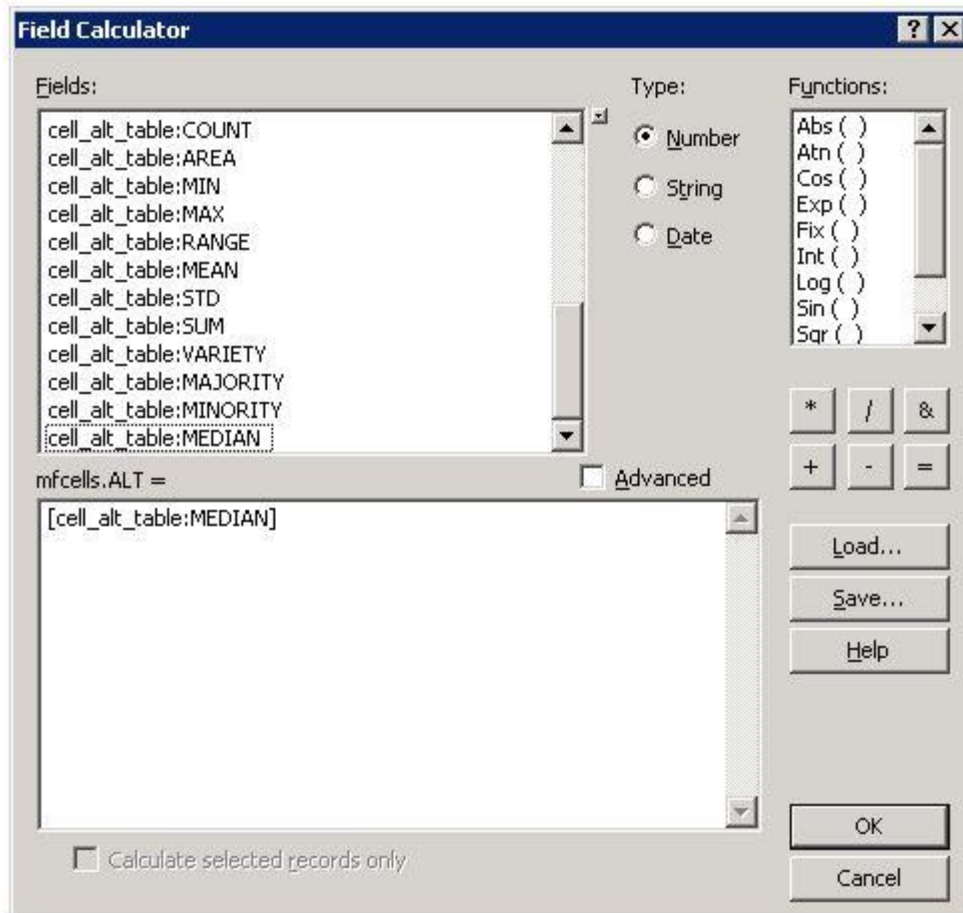 Field Calculator
Fields:
cell_alt_table:COUNT
cell_alt_table:AREA
cell_alt_table:MIN
cell_alt_table:MAX
cell_alt_table:RANGE
cell_alt_table:MEAN
cell_alt_table:STD
cell_alt_table:SUM
cell_alt_table:VARIETY
cell_alt_table:MAJORITY
cell_alt_table:MINORITY
cell_alt_table:MEDIAN
Type:
Number
String
Date
Functions:
Abs ( )
Atn ( )
Cos ( )
Exp ( )
Fix ( )
Int ( )
Log ( )
Sin ( )
Sqr ( )
* / &
+ - =
mfcells.ALT =
Advanced
[cell_alt_table:MEDIAN]
Load...
Save...
Help
Calculate selected records only
OK
Cancel